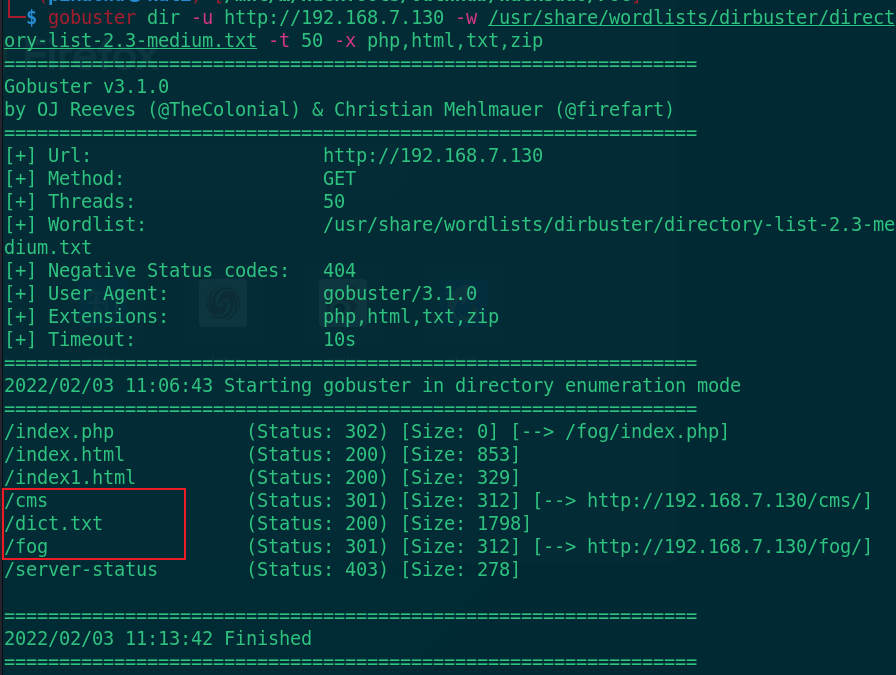 └─$ gobuster dir -u http://192.168.7.130 -w /usr/share/wordlists/dirbuster/direct
ory-list-2.3-medium.txt -t 50 -x php,html,txt,zip
===============================================================
Gobuster v3.1.0
by OJ Reeves (@TheColonial) & Christian Mehlmauer (@firefart)
===============================================================
[+] Url:                     http://192.168.7.130
[+] Method:                  GET
[+] Threads:                 50
[+] Wordlist:                /usr/share/wordlists/dirbuster/directory-list-2.3-me
dium.txt
[+] Negative Status codes:   404
[+] User Agent:              gobuster/3.1.0
[+] Extensions:              php,html,txt,zip
[+] Timeout:                 10s
===============================================================
2022/02/03 11:06:43 Starting gobuster in directory enumeration mode
===============================================================
/index.php            (Status: 302) [Size: 0] [--> /fog/index.php]
/index.html           (Status: 200) [Size: 853]
/index1.html          (Status: 200) [Size: 329]
/cms                  (Status: 301) [Size: 312] [--> http://192.168.7.130/cms/]
/dict.txt             (Status: 200) [Size: 1798]
/fog                  (Status: 301) [Size: 312] [--> http://192.168.7.130/fog/]
/server-status        (Status: 403) [Size: 278]
===============================================================
2022/02/03 11:13:42 Finished
===============================================================